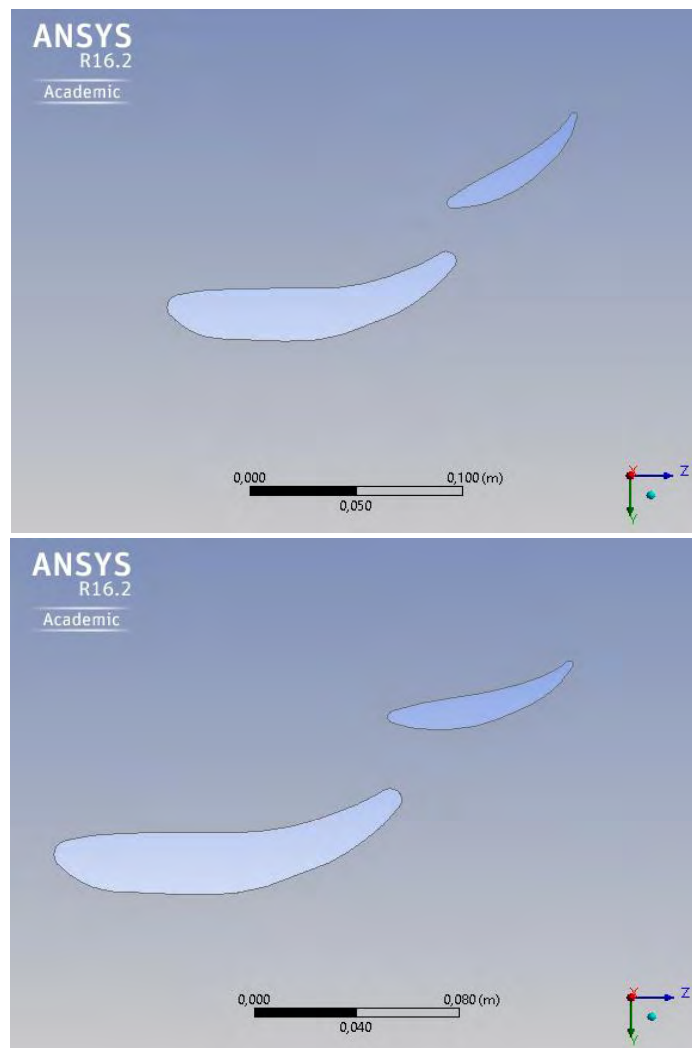 ANSYS
R16.2
Academic
0,000 0,100 (m)
0,050
X Z
Y
ANSYS
R16.2
Academic
0,000 0,080 (m)
0,040
X Z
Y